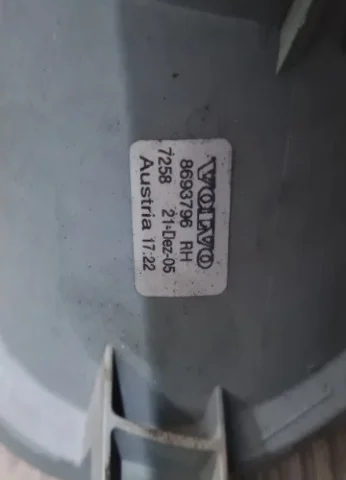 VOLVO
8693796 RH
7258 21-Dez-05
Austria 17:22